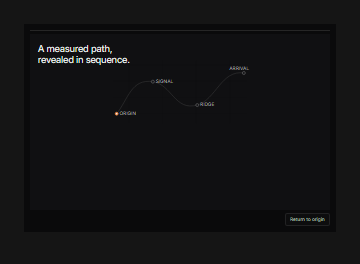 A measured path,
revealed in sequence.
ARRIVAL
SIGNAL
RIDGE
ORIGIN
Return to origin